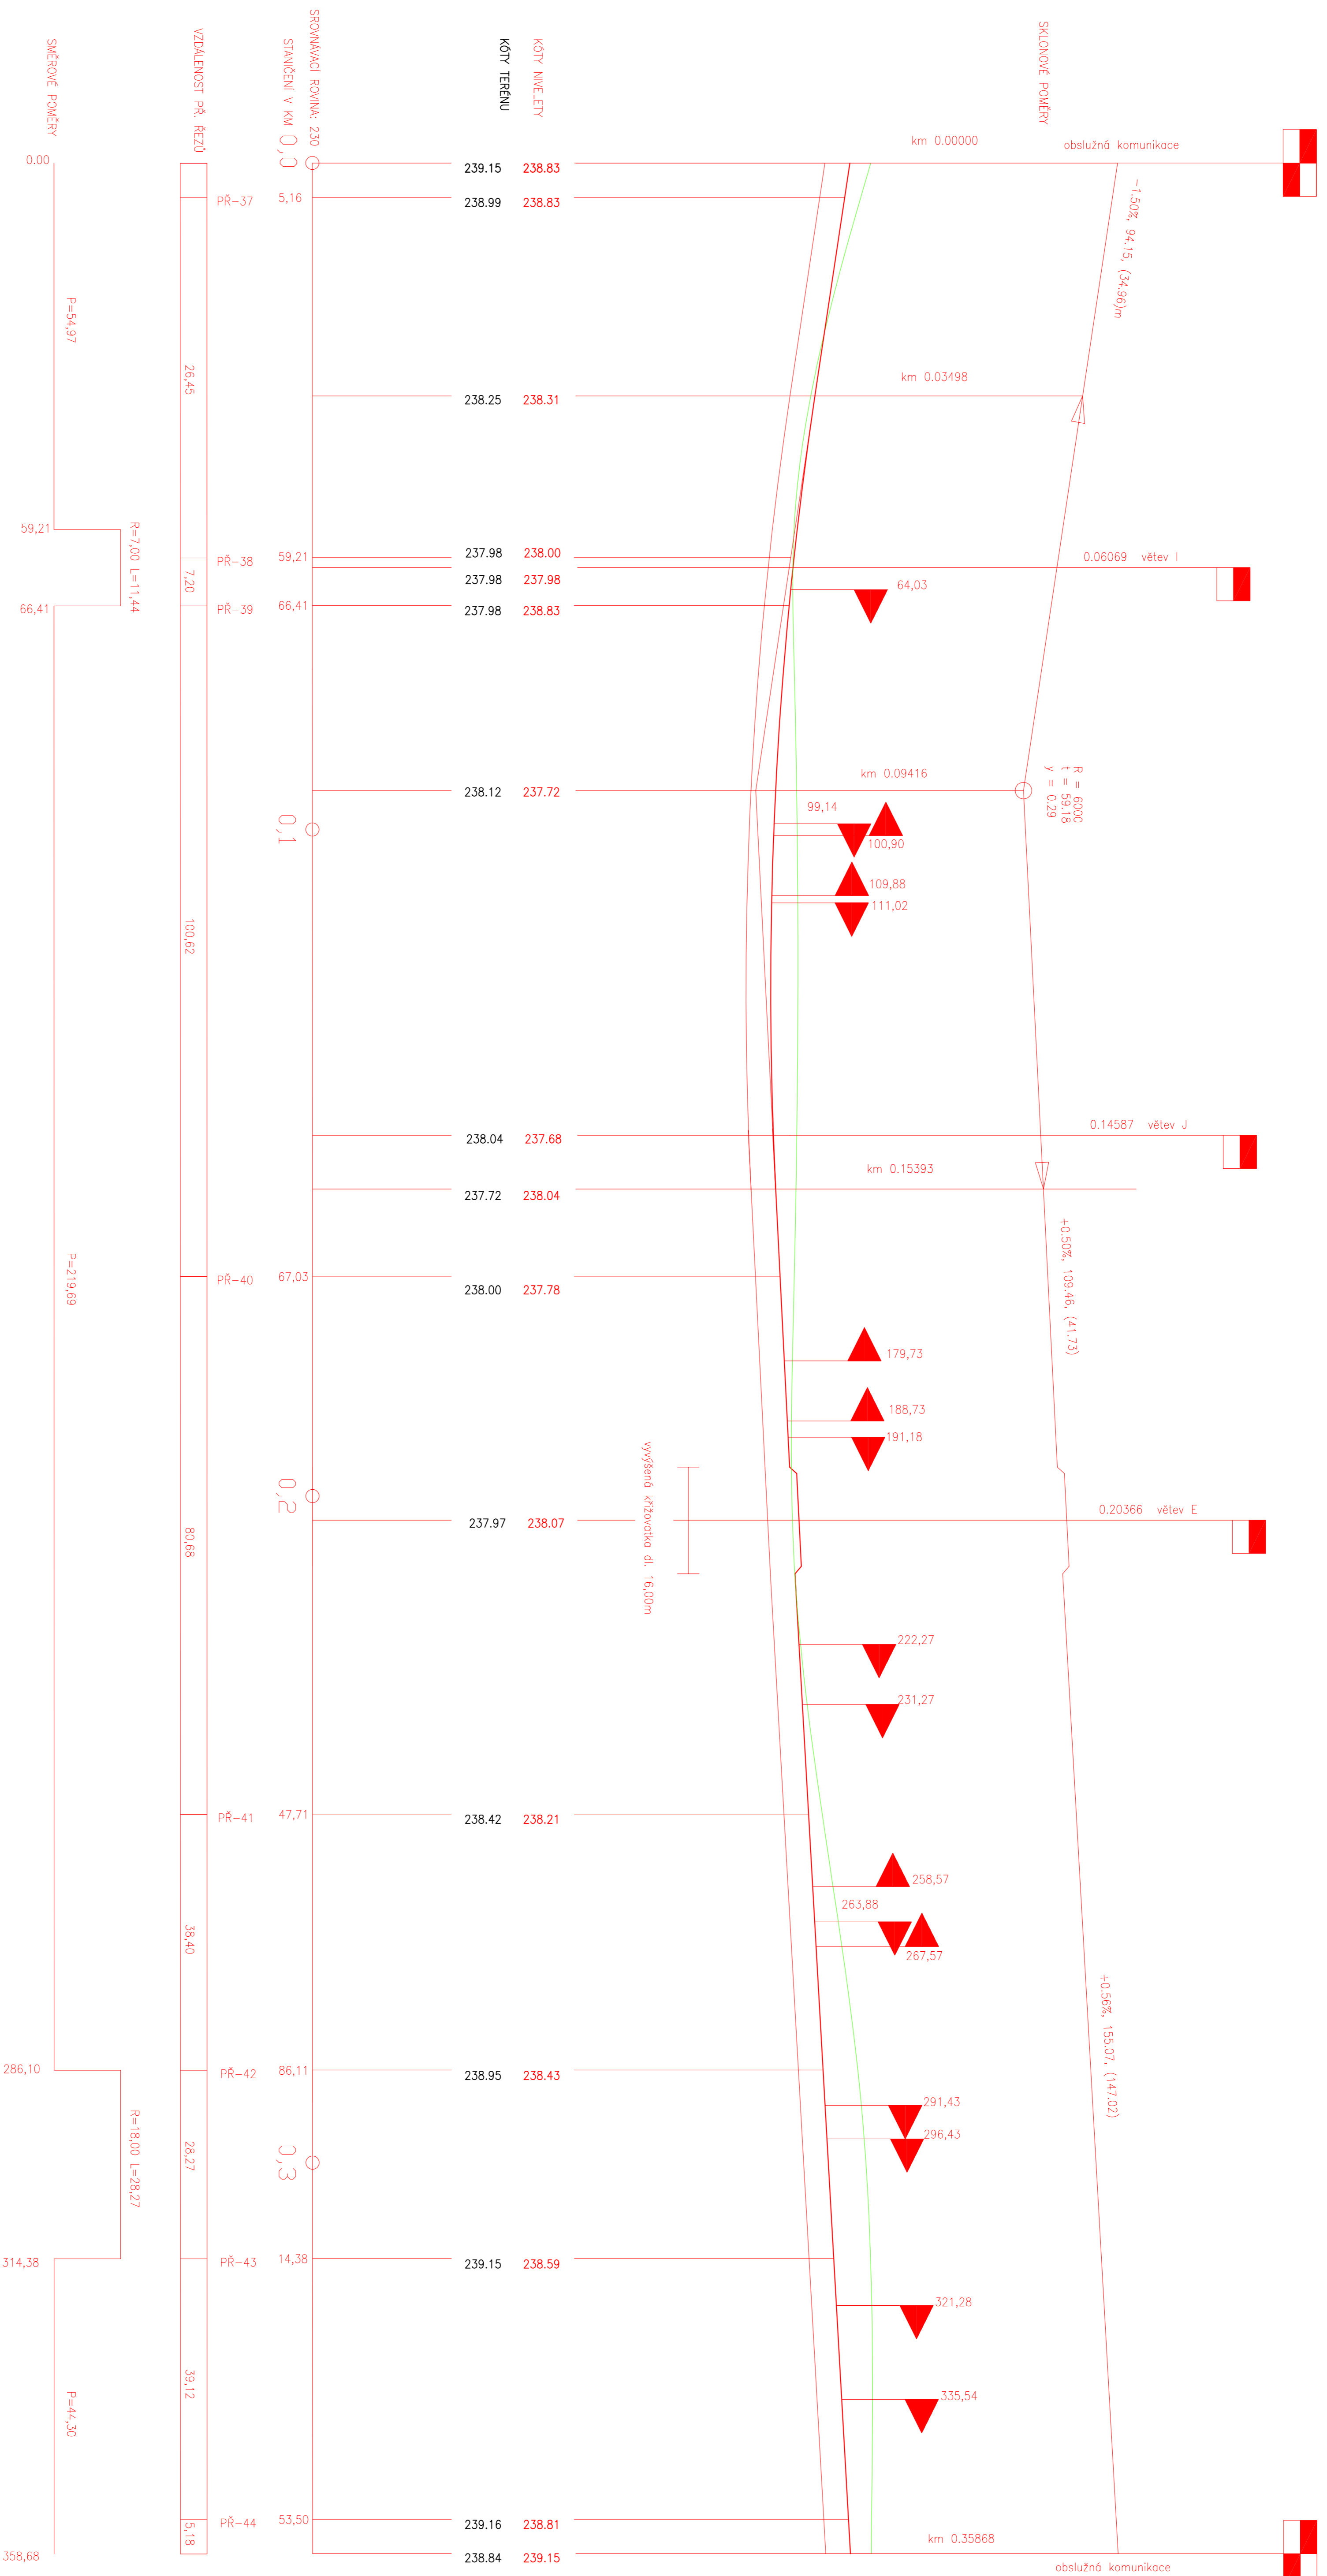 SKLONOVÉ POMĚRY
KÓTY NIVELETY
KÓTY TERÉNU
SROVNÁVACÍ ROVINA: 230
STANIČENÍ V KM
VZDÁLENOST PŘ. ŘEZŮ
SMĚROVÉ POMĚRY
km 0.00000
obslužná komunikace
0.00
0,0
239.15 238.83
PŘ-37 5,16 238.99 238.83
-1.50%, 94.15, (34.96)m
P=54,97
26,45
km 0.03498
238.25 238.31
59,21
R=7,00 L=11,44
PŘ-38 59,21 237.98 238.00
0.06069 větev I
237.98 237.98
7,20
64,03
66,41
PŘ-39 66,41 237.98 238.83
R = 6000
t = 59.18
y = 0.29
km 0.09416
238.12 237.72
99,14
0,1
100,90
109,88
111,02
100,62
0.14587 větev J
238.04 237.68
km 0.15393
237.72 238.04
+0.50%, 109.46, (41.73)
P=219,69
PŘ-40 67,03 238.00 237.78
179,73
188,73
191,18
vyvýšená křižovatka dl. 16,00m
0,2
0.20366 větev E
237.97 238.07
80,68
222,27
231,27
PŘ-41 47,71 238.42 238.21
258,57
263,88
267,57
38,40
+0.56%, 155.07, (147.02)
286,10
PŘ-42 86,11 238.95 238.43
291,43
296,43
R=18,00 L=28,27
28,27
0,3
314,38
PŘ-43 14,38 239.15 238.59
321,28
39,12
335,54
P=44,30
PŘ-44 53,50 239.16 238.81
5,18
km 0.35868
358,68
238.84 239.15
obslužná komunikace